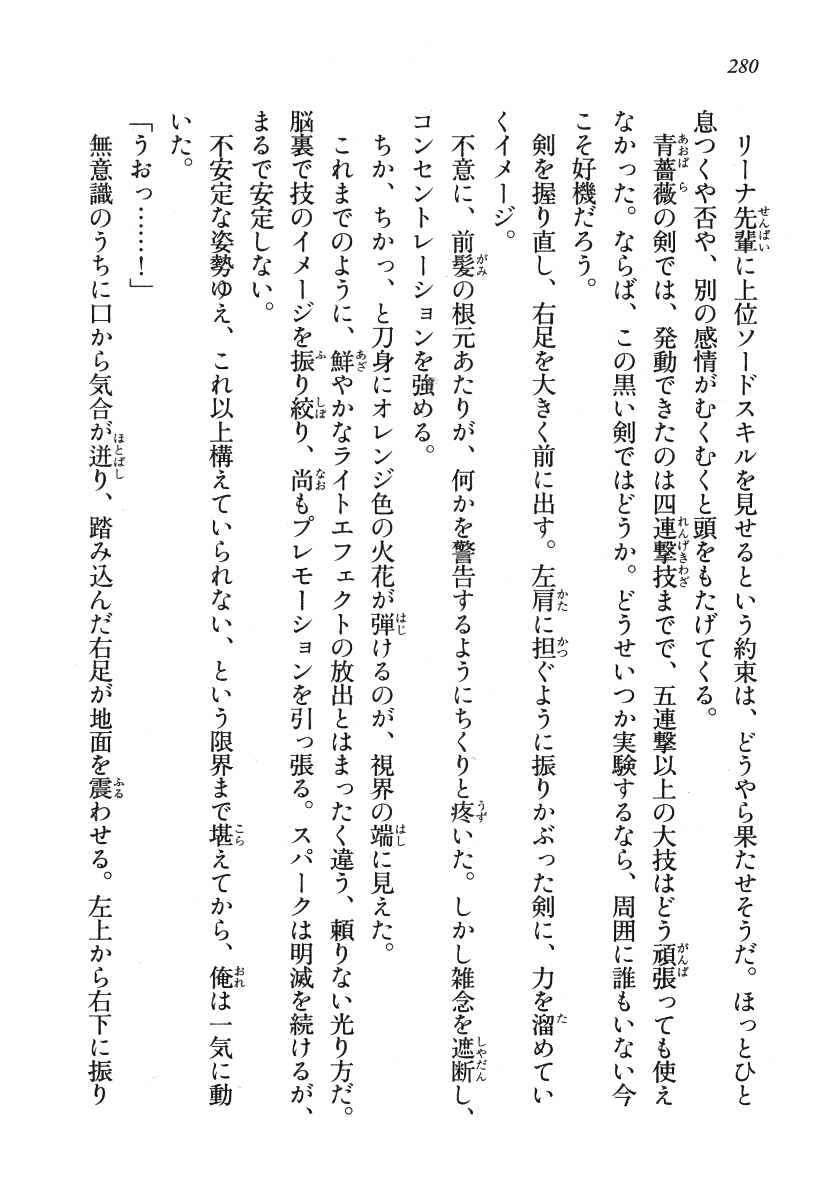 280
リーナ先輩に上位ソードスキルを見せるという約束は、どうやら果たせそうだ。ほっとひと
息つくや否や、別の感情がむくむくと頭をもたげてくる。
青薔薇の剣では、発動できたのは四連撃技までで、五連撃以上の大技はどう頑張っても使え
なかった。ならば、この黒い剣ではどうか。どうせいつか実験するなら、周囲に誰もいない今
こそ好機だろう。
剣を握り直し、右足を大きく前に出す。左肩に担ぐように振りかぶった剣に、力を溜めてい
くイメージ。
不意に、前髪の根元あたりが、何かを警告するようにちくりと疼いた。しかし雑念を遮断し、
コンセントレーションを強める。
ちか、ちかっ、と刀身にオレンジ色の火花が弾けるのが、視界の端に見えた。
これまでのように、鮮やかなライトエフェクトの放出とはまったく違う、頼りない光り方だ。
脳裏で技のイメージを振り絞り、尚もプレモーションを引っ張る。スパークは明滅を続けるが、
まるで安定しない。
不安定な姿勢ゆえ、これ以上構えていられない、という限界まで堪えてから、俺は一気に動
いた。
「うおっ……！」
無意識のうちに口から気合が迸り、踏み込んだ右足が地面を震わせる。左上から右下に振り